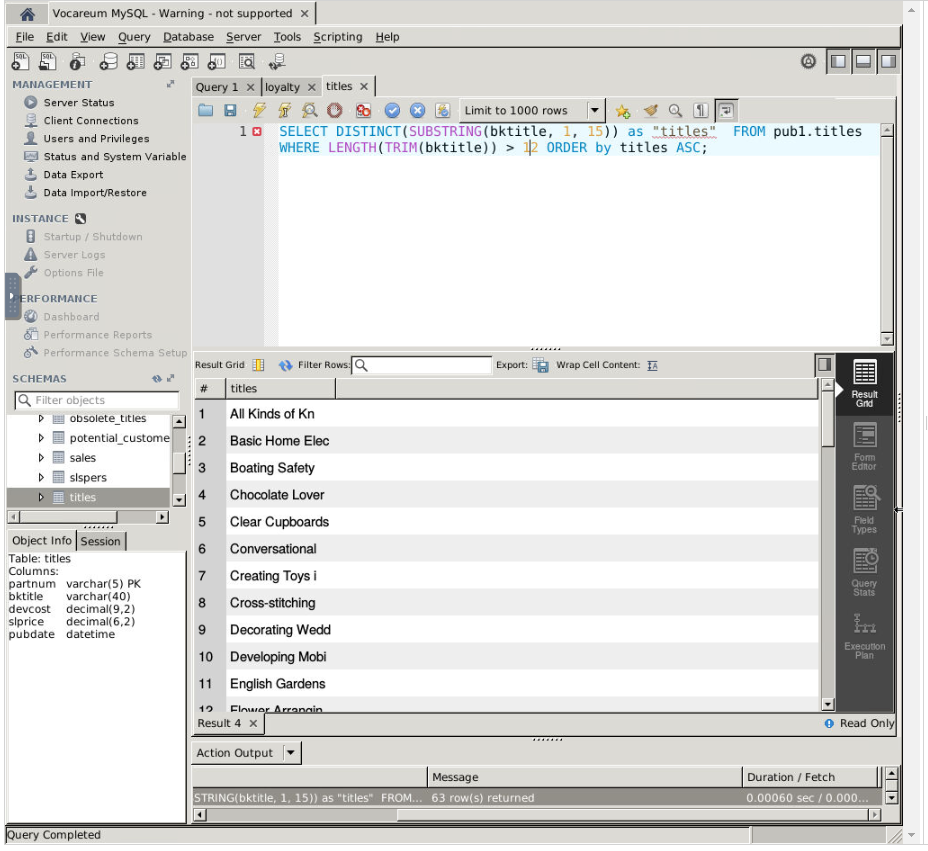 Vocareum MySQL - Warning - not supported ×
File Edit View Query Database Server Tools Scripting Help
MANAGEMENT
Server Status
Client Connections
Users and Privileges
Status and System Variable
Data Export
Data Import/Restore
INSTANCE
Startup / Shutdown
Server Logs
Options File
PERFORMANCE
Dashboard
Performance Reports
Performance Schema Setup
SCHEMAS
Filter objects
obsolete_titles
potential_custome
sales
slspers
titles
Object Info Session
Table: titles
Columns:
partnum varchar(5) PK
bktitle varchar(40)
devcost decimal(9,2)
slprice decimal(6,2)
pubdate datetime
Query 1 × loyalty × titles ×
Limit to 1000 rows
1 SELECT DISTINCT(SUBSTRING(bktitle, 1, 15)) as "titles" FROM pub1.titles
WHERE LENGTH(TRIM(bktitle)) > 12 ORDER by titles ASC;
Result Grid Filter Rows: Export: Wrap Cell Content:
# titles
1 All Kinds of Kn
2 Basic Home Elec
3 Boating Safety
4 Chocolate Lover
5 Clear Cupboards
6 Conversational
7 Creating Toys i
8 Cross-stitching
9 Decorating Wedd
10 Developing Mobi
11 English Gardens
12 Flower Arrangin
Result Grid
Form Editor
Field Types
Query Stats
Execution Plan
Result 4 × Read Only
Action Output
Message Duration / Fetch
STRING(bktitle, 1, 15)) as "titles" FROM... 63 row(s) returned 0.00060 sec / 0.000...
Query Completed